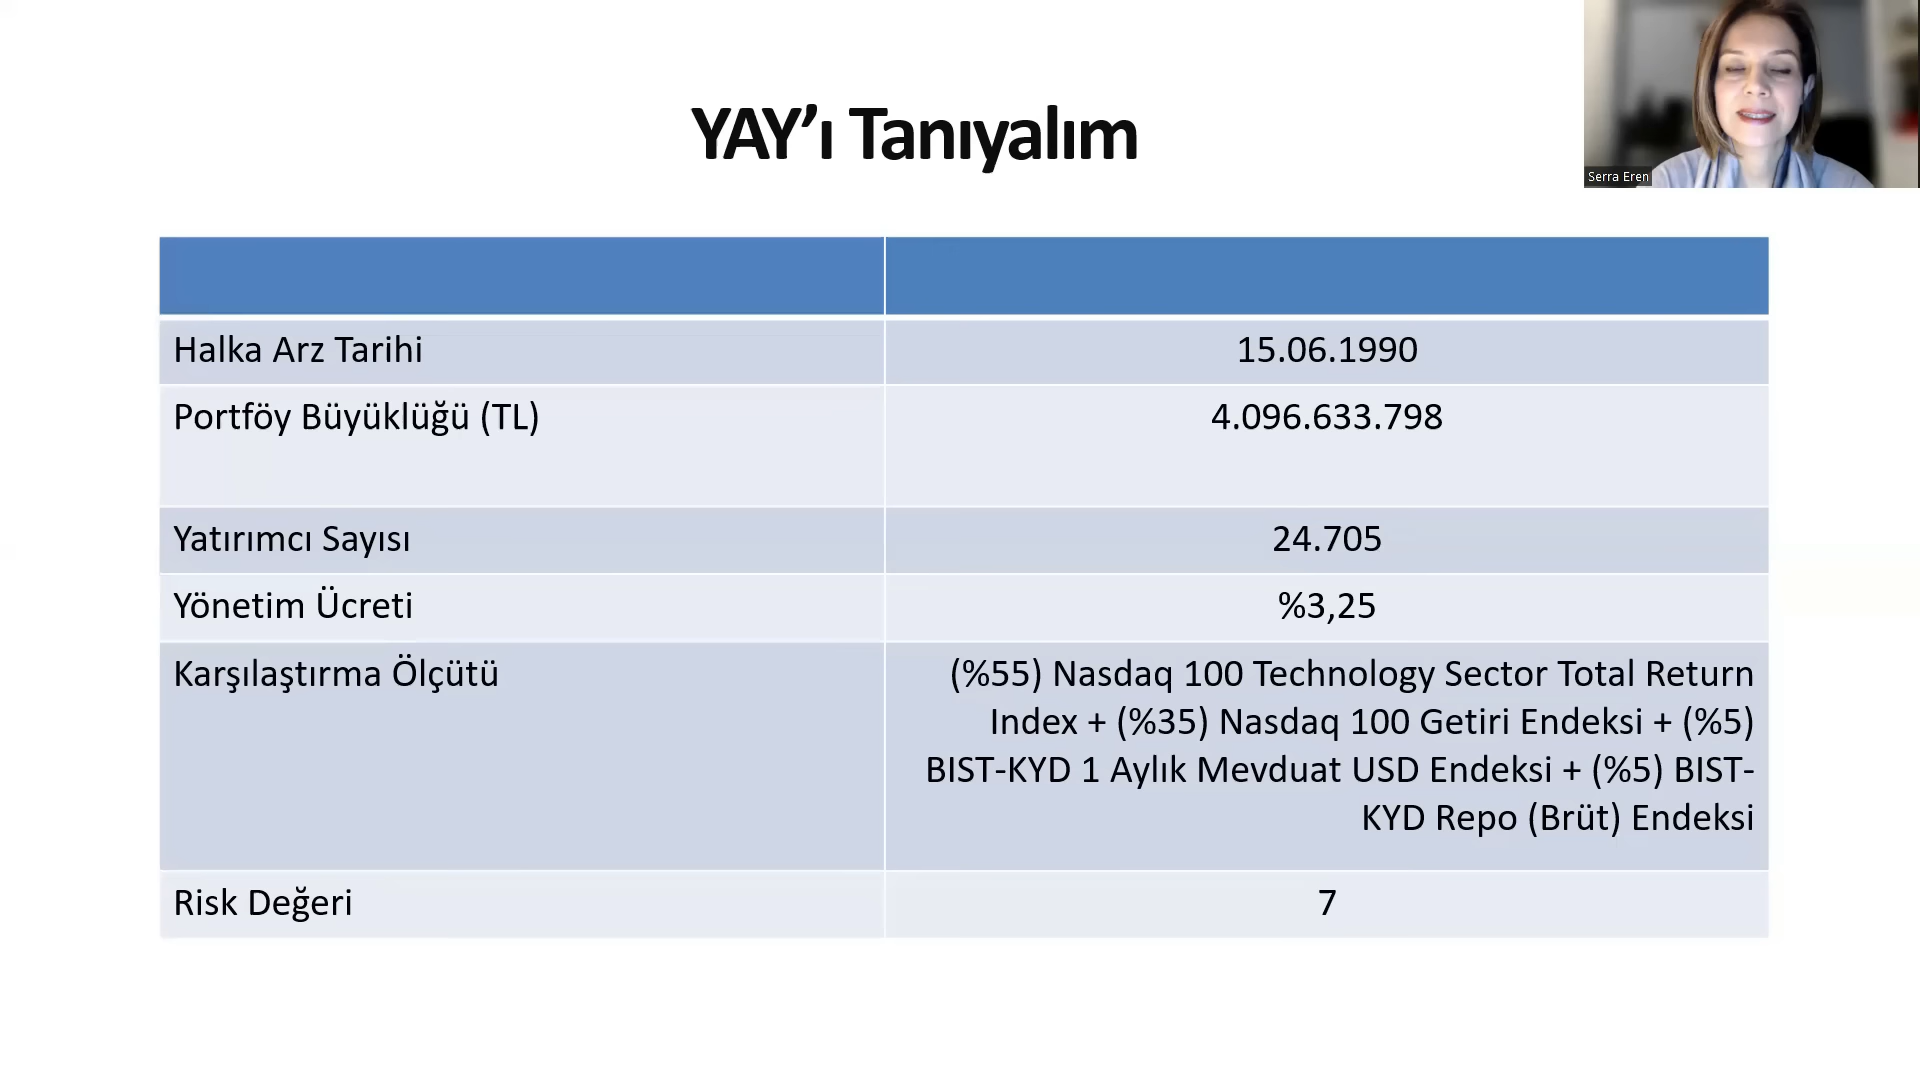 YAY’ı Tanıyalım
Serra Eren
Halka Arz Tarihi
15.06.1990
Portföy Büyüklüğü (TL)
4.096.633.798
Yatırımcı Sayısı
24.705
Yönetim Ücreti
%3,25
Karşılaştırma Ölçütü
(%55) Nasdaq 100 Technology Sector Total Return
Index + (%35) Nasdaq 100 Getiri Endeksi + (%5)
BIST-KYD 1 Aylık Mevduat USD Endeksi + (%5) BIST-
KYD Repo (Brüt) Endeksi
Risk Değeri
7